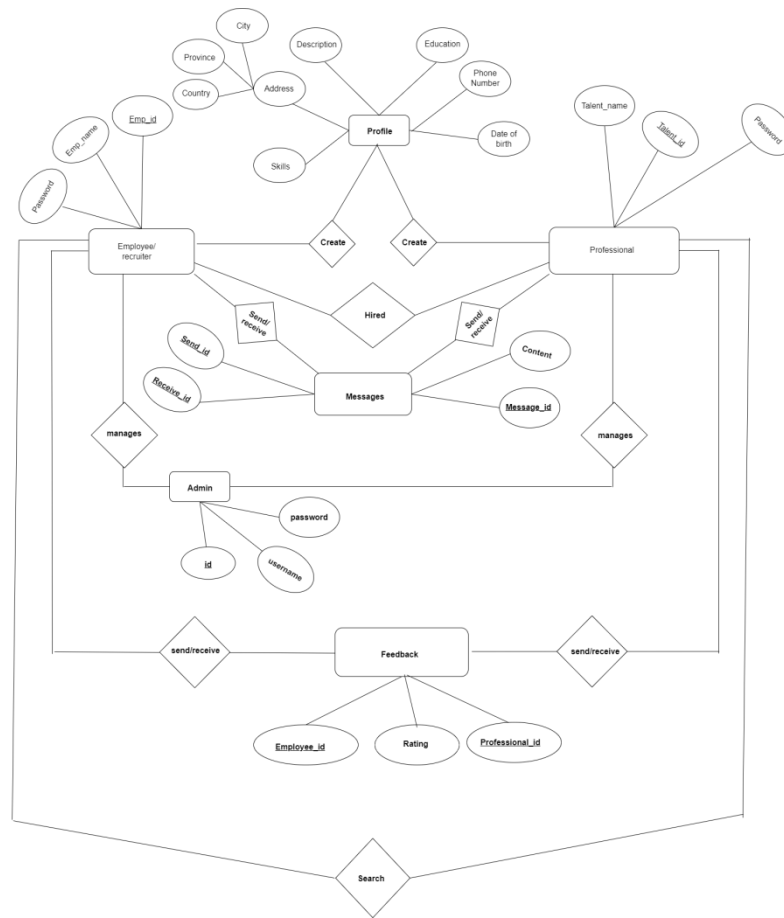 City
Description
Education
Province
Phone
Number
Country
Address
Talent_name
Emp_id
Profile
Talent_id
Password
Emp_name
Date of
birth
Skills
Password
Employee/
recruiter
Create
Create
Professional
Send/
receive
Hired
Send/
receive
Send_id
Content
Receive_id
Messages
Message_id
manages
manages
Admin
password
id
username
send/receive
Feedback
send/receive
Employee_id
Rating
Professional_id
Search